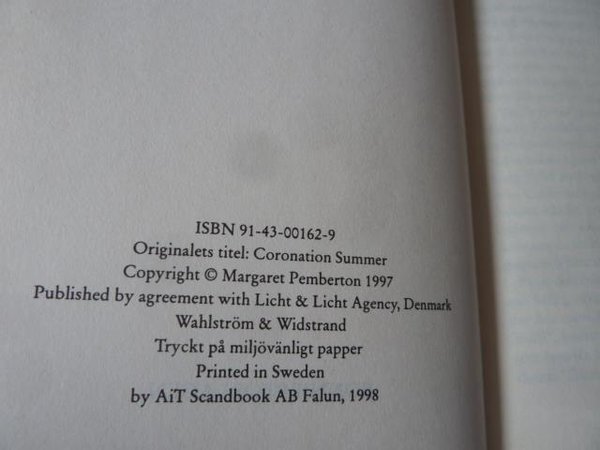 ISBN 91-43-00162-9
Originalets titel: Coronation Summer
Copyright © Margaret Pemberton 1997
Published by agreement with Licht & Licht Agency, Denmark
Wahlström & Widstrand
Tryckt på miljövänligt papper
Printed in Sweden
by AiT Scandbook AB Falun, 1998